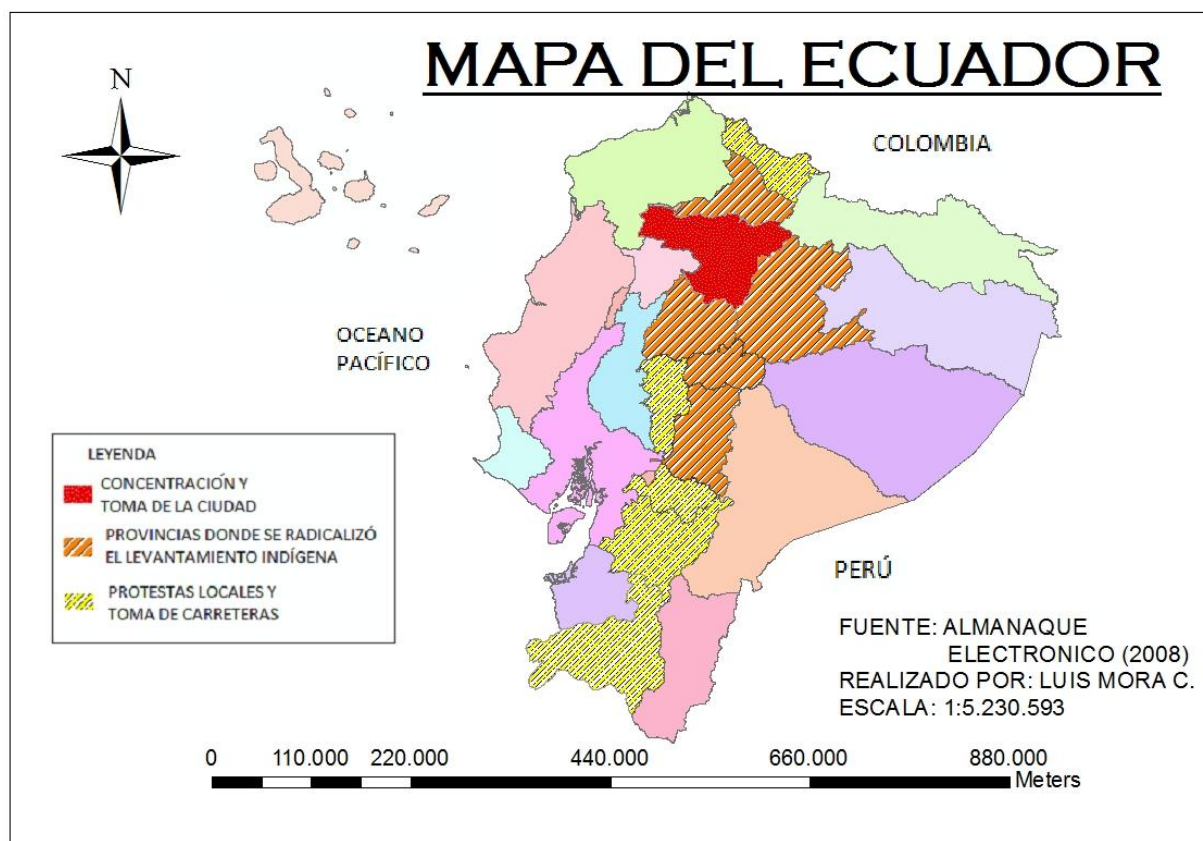 MAPA DEL ECUADOR
N
COLOMBIA
OCEANO
PACÍFICO
LEYENDA
CONCENTRACIÓN Y
TOMA DE LA CIUDAD
PROVINCIAS DONDE SE RADICALIZÓ
EL LEVANTAMIENTO INDÍGENA
PROTESTAS LOCALES Y
TOMA DE CARRETERAS
PERÚ
FUENTE: ALMANAQUE
ELECTRONICO (2008)
REALIZADO POR: LUIS MORA C.
ESCALA: 1:5.230.593
0 110.000 220.000 440.000 660.000 880.000
Meters